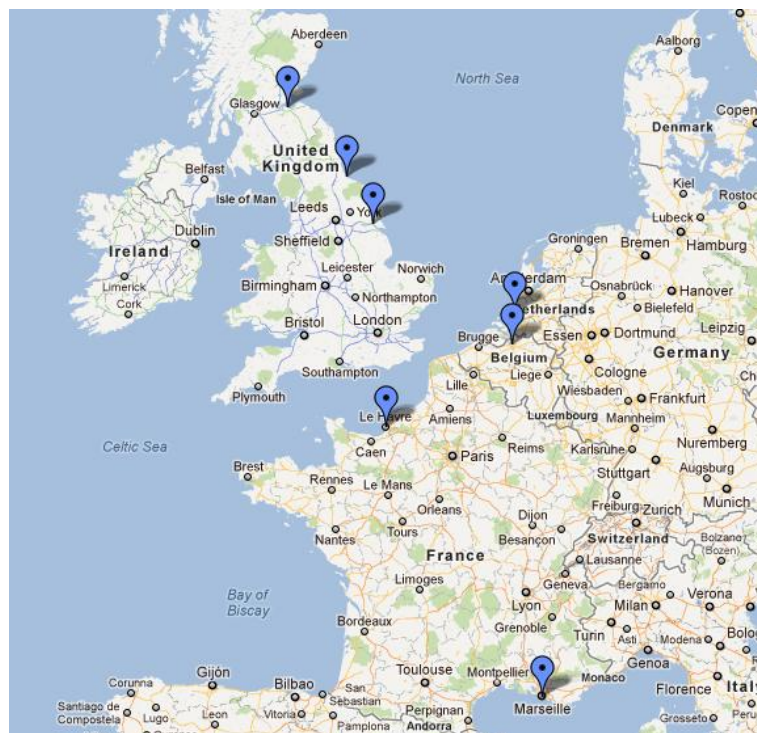 Aberdeen
Aalborg
North Sea
Glasgow
Copen
Denmark
United
Kingdom
Belfast
Isle of Man
Kiel
Rostoc
Leeds
York
Lubeck
Dublin
Hamburg
Ireland
Sheffield
Groningen
Bremen
Limerick
Leicester
Norwich
Cork
Birmingham
Northampton
Osnabrück
Hanover
Bielefeld
Bristol
London
Brugge
Essen
Dortmund
Leipzig
Southampton
Belgium
Germany
Plymouth
Lille
Liege
Cologne
Ch
Wiesbaden
Frankfurt
Le Havre
Amiens
Luxembourg
Mannheim
Celtic Sea
Caen
Reims
Karlsruhe
Nuremberg
Brest
Paris
Stuttgart
Augsburg
Rennes
Le Mans
Munich
Orleans
Freiburg
Nantes
Tours
Dijon
Zurich
Besançon
Switzerland
Bolzano
(Bozen)
France
Lausanne
Bay of
Biscay
Limoges
Geneva
Bergamo
Verona
Lyon
Milan
Bordeaux
Grenoble
Turin
Asti
Modena
Bolo
Genoa
Corunna
Gijón
Bilbao
San
Sebastian
Toulouse
Montpellier
Monaco
Florence
Italy
Santiago de
Compostela
Lugo
Leon
Vitoria
Pamplona
Andorra
Perpignan
Marseille
Grosseto
Peru